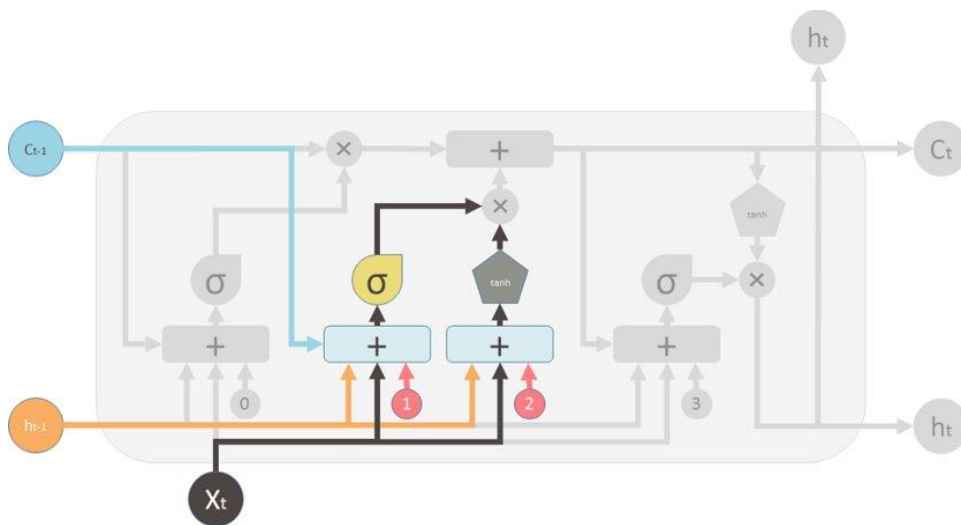 ht
Ct-1
×
+
Ct
×
tanh
σ
σ
tanh
σ
×
+
+
+
+
0
1
2
3
ht-1
ht
Xt